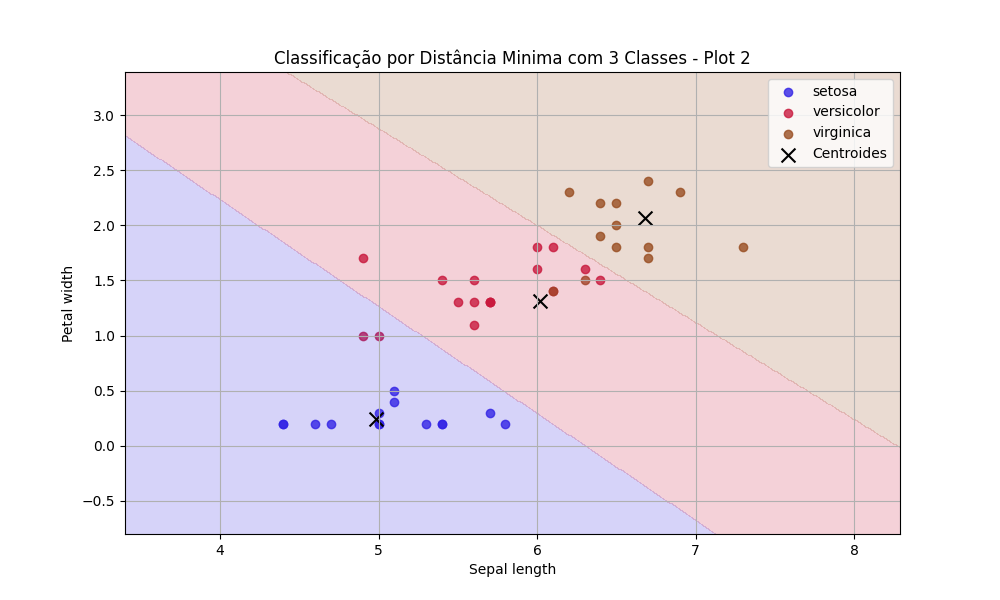 Classificação por Distância Minima com 3 Classes - Plot 2
setosa
versicolor
virginica
Centroides
Petal width
3.0
2.5
2.0
1.5
1.0
0.5
0.0
−0.5
4 5 6 7 8
Sepal length